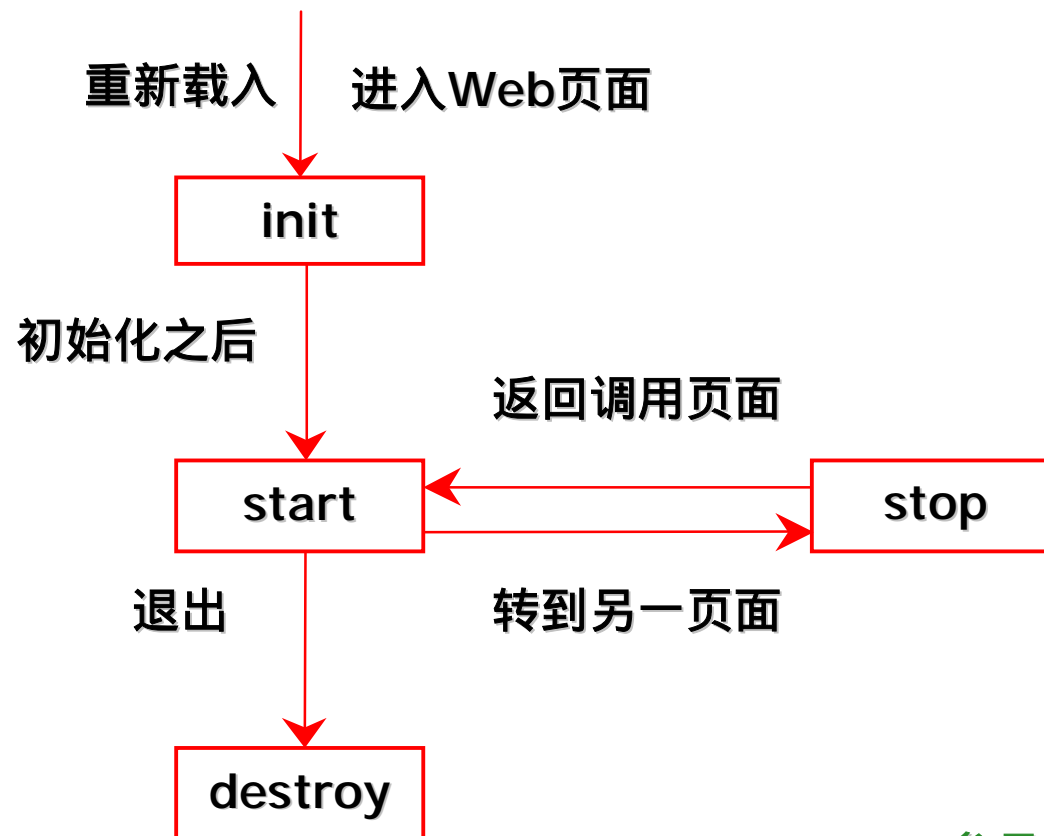 重新载入
进入Web页面
init
初始化之后
返回调用页面
start
stop
退出
转到另一页面
destroy